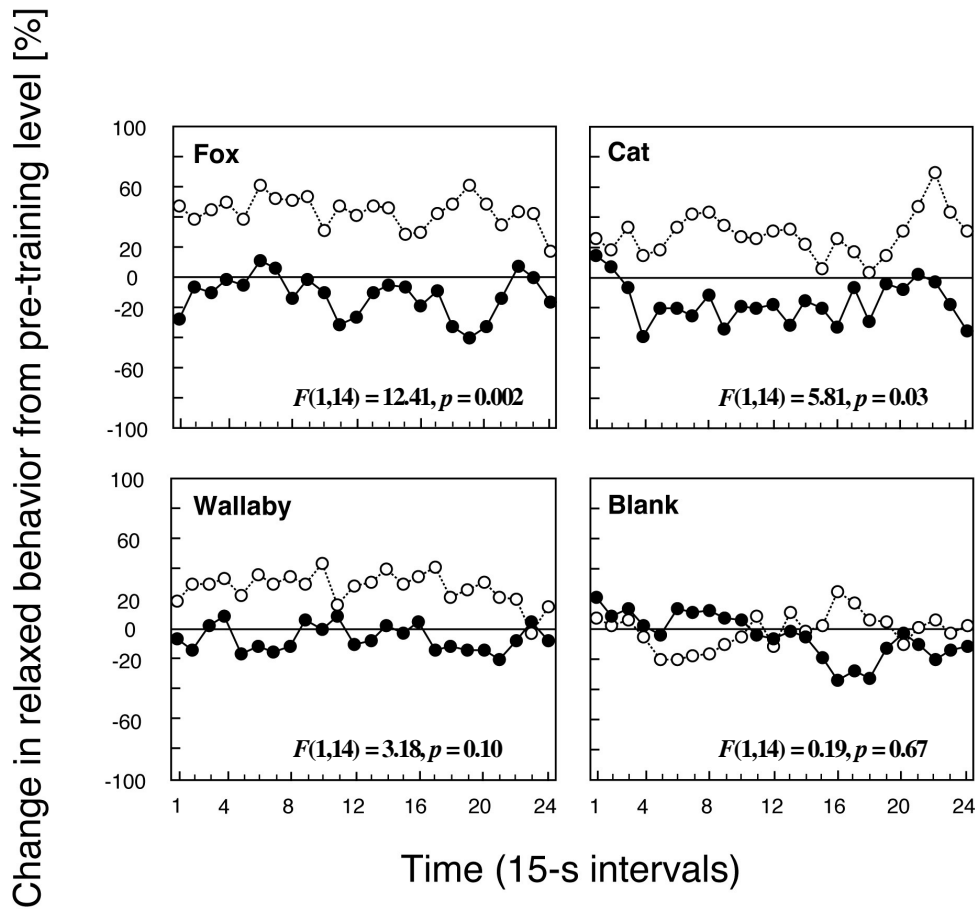 Change in relaxed behavior from pre-training level [%]
100
60
20
0
-20
-60
-100
Fox
F(1,14) = 12.41, p = 0.002
Cat
F(1,14) = 5.81, p = 0.03
100
60
20
0
-20
-60
-100
Wallaby
F(1,14) = 3.18, p = 0.10
Blank
F(1,14) = 0.19, p = 0.67
1 4 8 12 16 20 24
1 4 8 12 16 20 24
Time (15-s intervals)